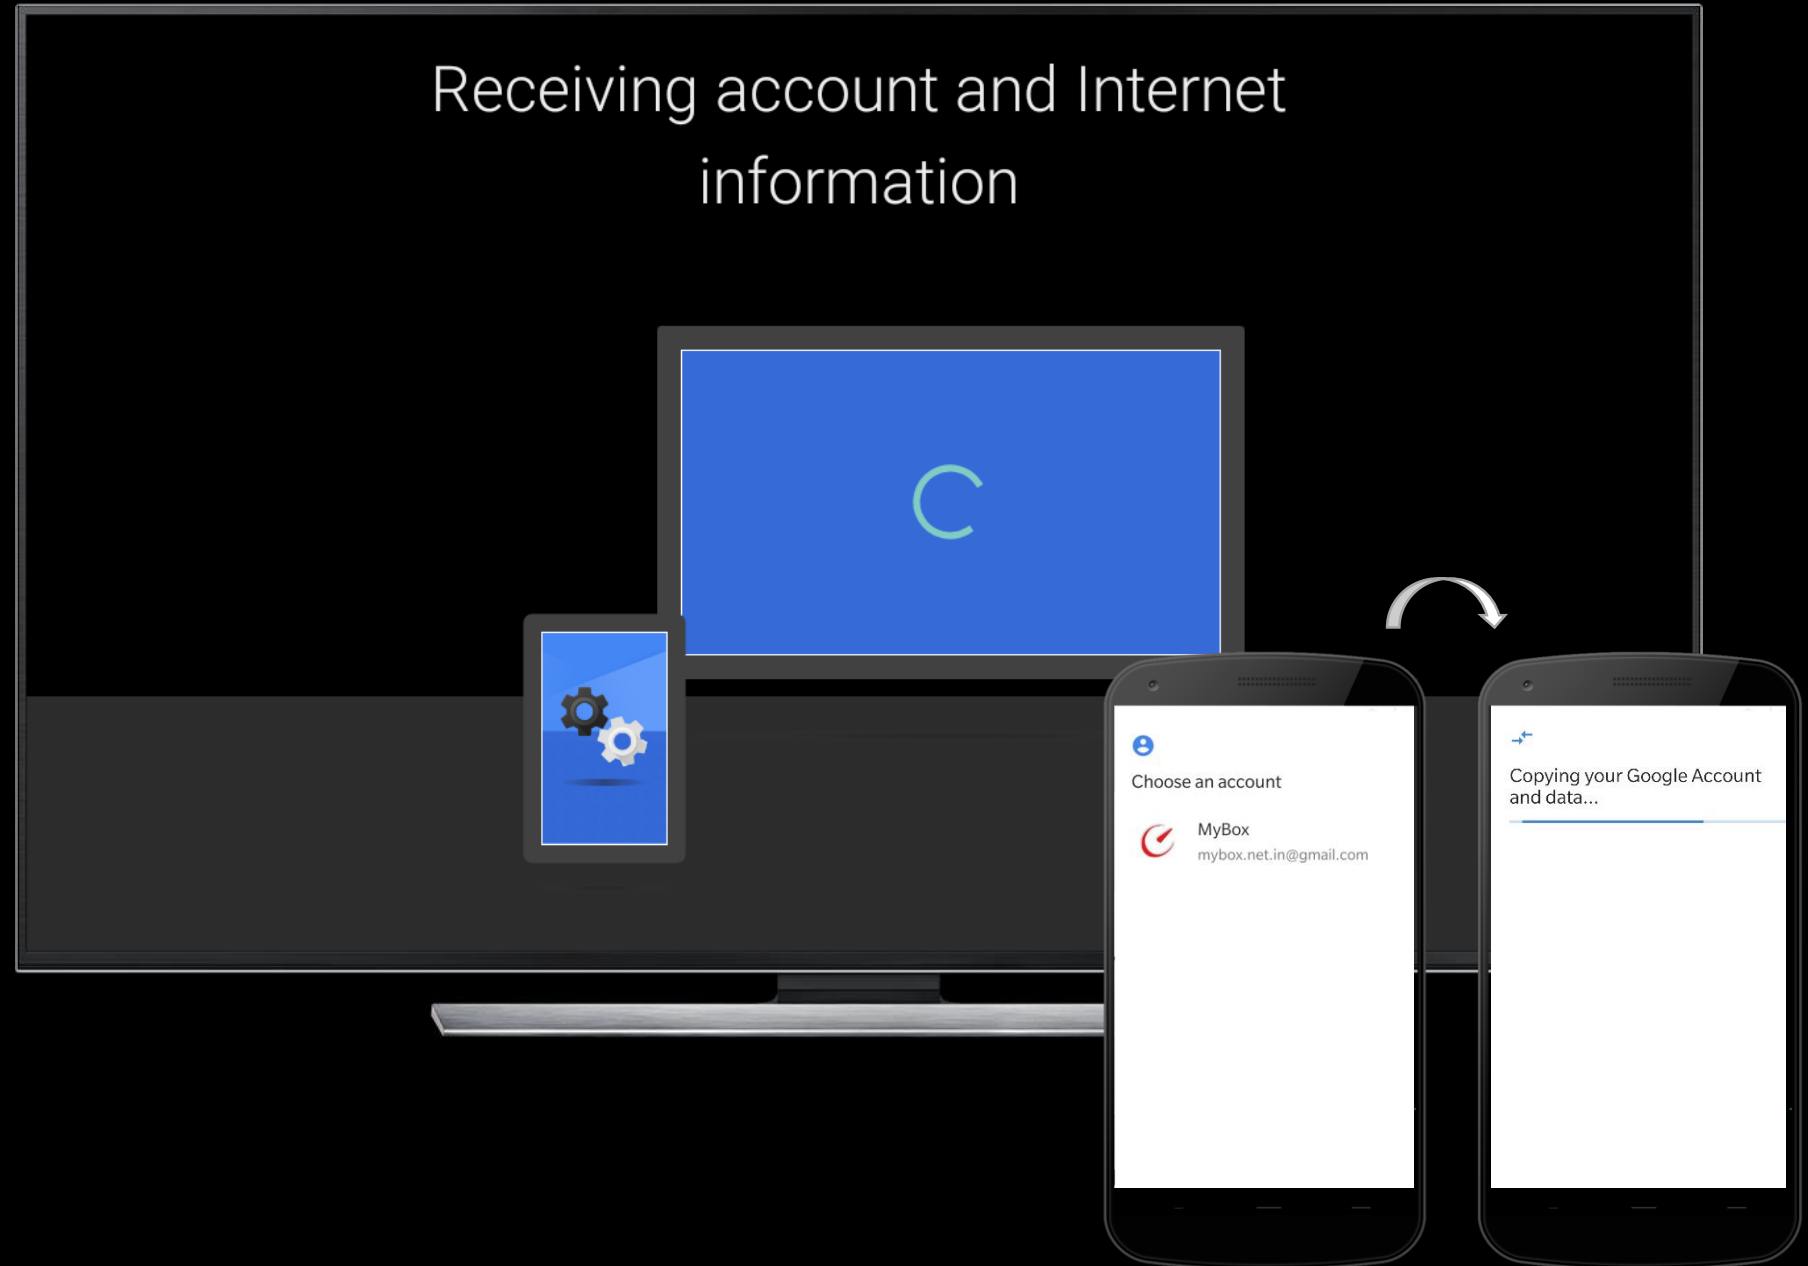 Receiving account and Internet
information
Choose an account
MyBox
mybox.net.in@gmail.com
Copying your Google Account
and data...